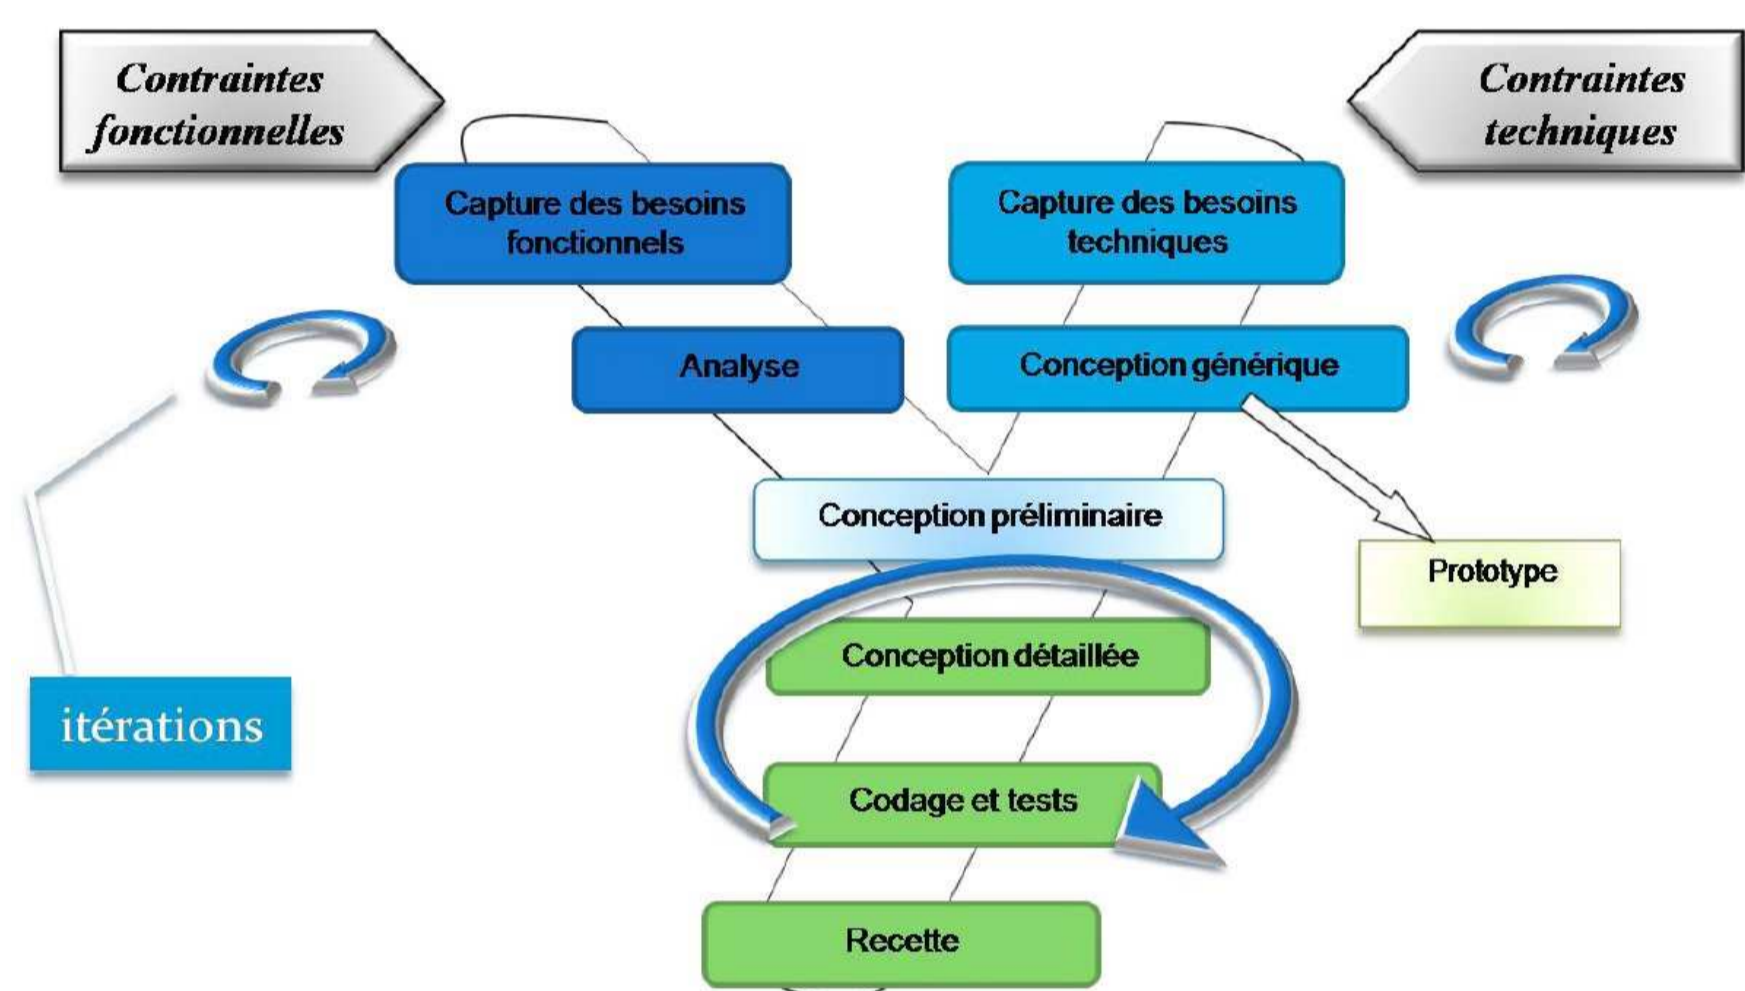 Contraintes
fonctionnelles
Contraintes
techniques
Capture des besoins
fonctionnels
Capture des besoins
techniques
Analyse
Conception générique
Conception préliminaire
Prototype
Conception détaillée
itérations
Codage et tests
Recette